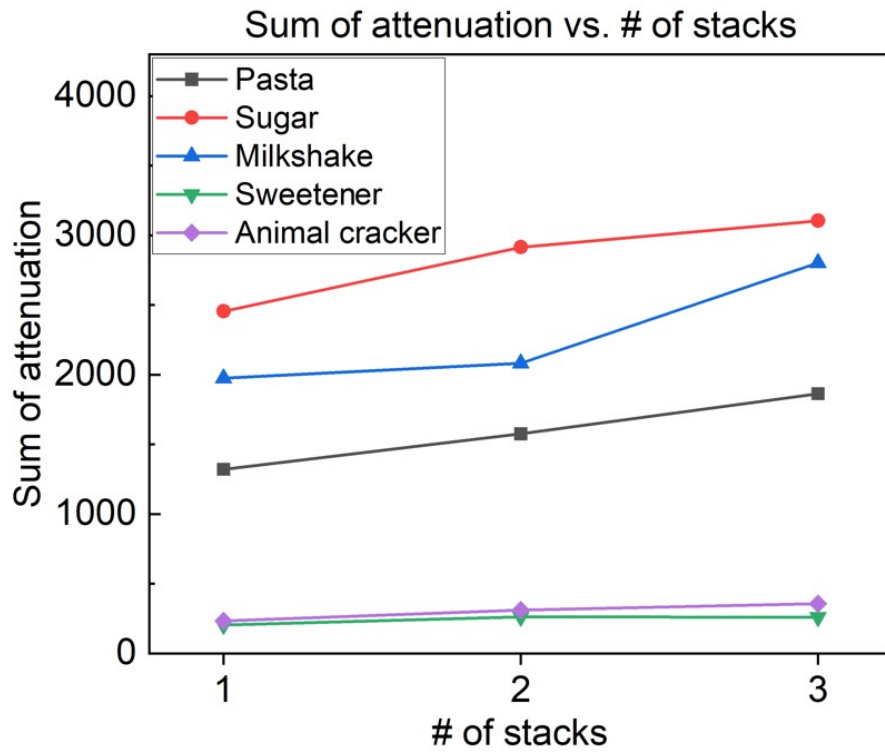 Sum of attenuation vs. # of stacks
Pasta
Sugar
Milkshake
Sweetener
Animal cracker
Sum of attenuation
4000
3000
2000
1000
0
1
2
3
# of stacks